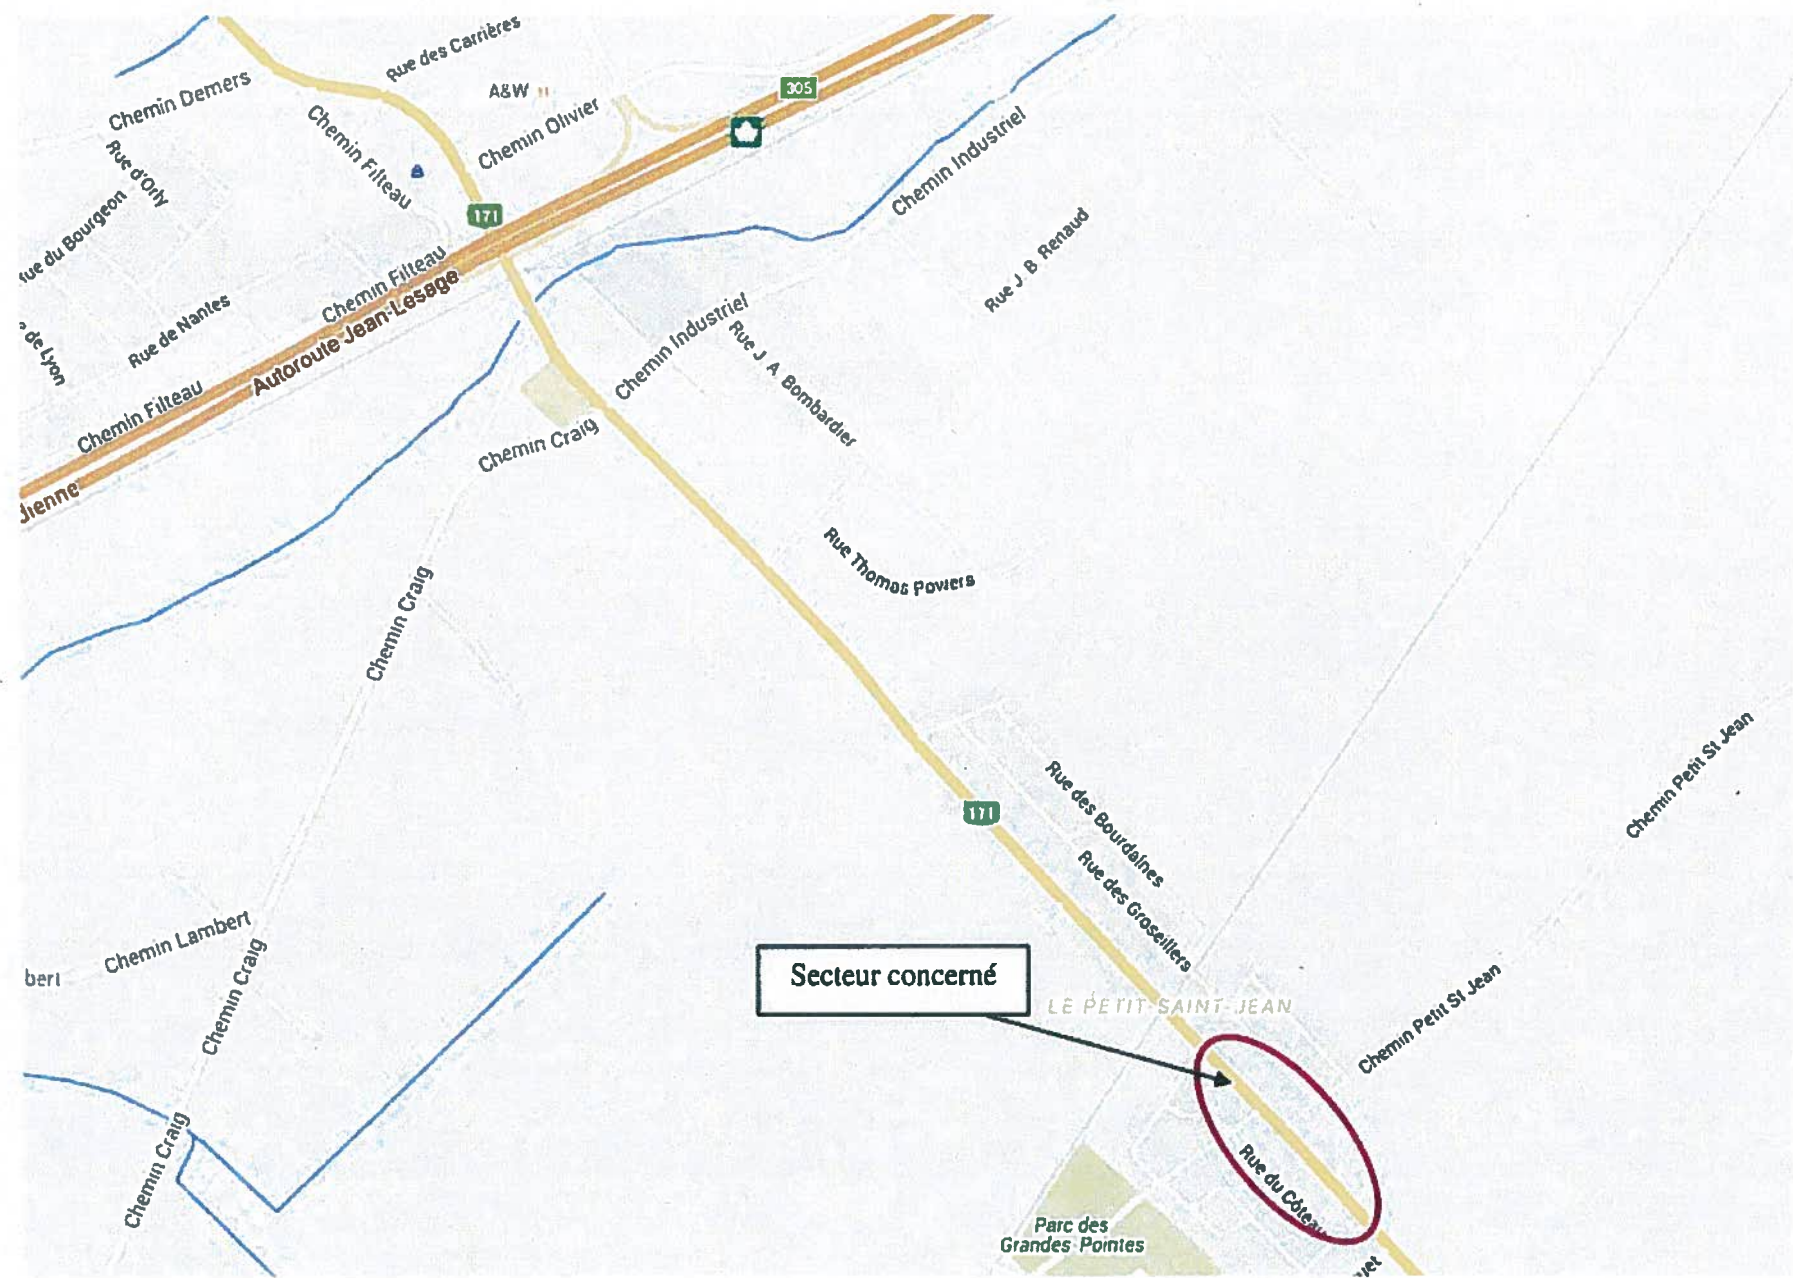 Rue des Carrières
A&W
305
Chemin Demers
Chemin Olivier
Chemin Filteau
Rue d'Orly
Chemin Industriel
171
ue du Bourgeon
Rue J. B. Renaud
Chemin Filteau
Autoroute Jean-Lesage
Rue de Nantes
Chemin Industriel
de Lyon
Rue J. A. Bombardier
Chemin Filteau
Chemin Craig
dienne
Rue Thomas Powers
Chemin Craig
Chemin Petit St Jean
Rue des Bourdaines
171
Rue des Groseillers
Chemin Lambert
bert
Chemin Craig
Secteur concerné
LE PETIT-SAINT-JEAN
Chemin Petit St Jean
Chemin Craig
Rue du Côteau
Parc des
Grandes-Pointes
uet